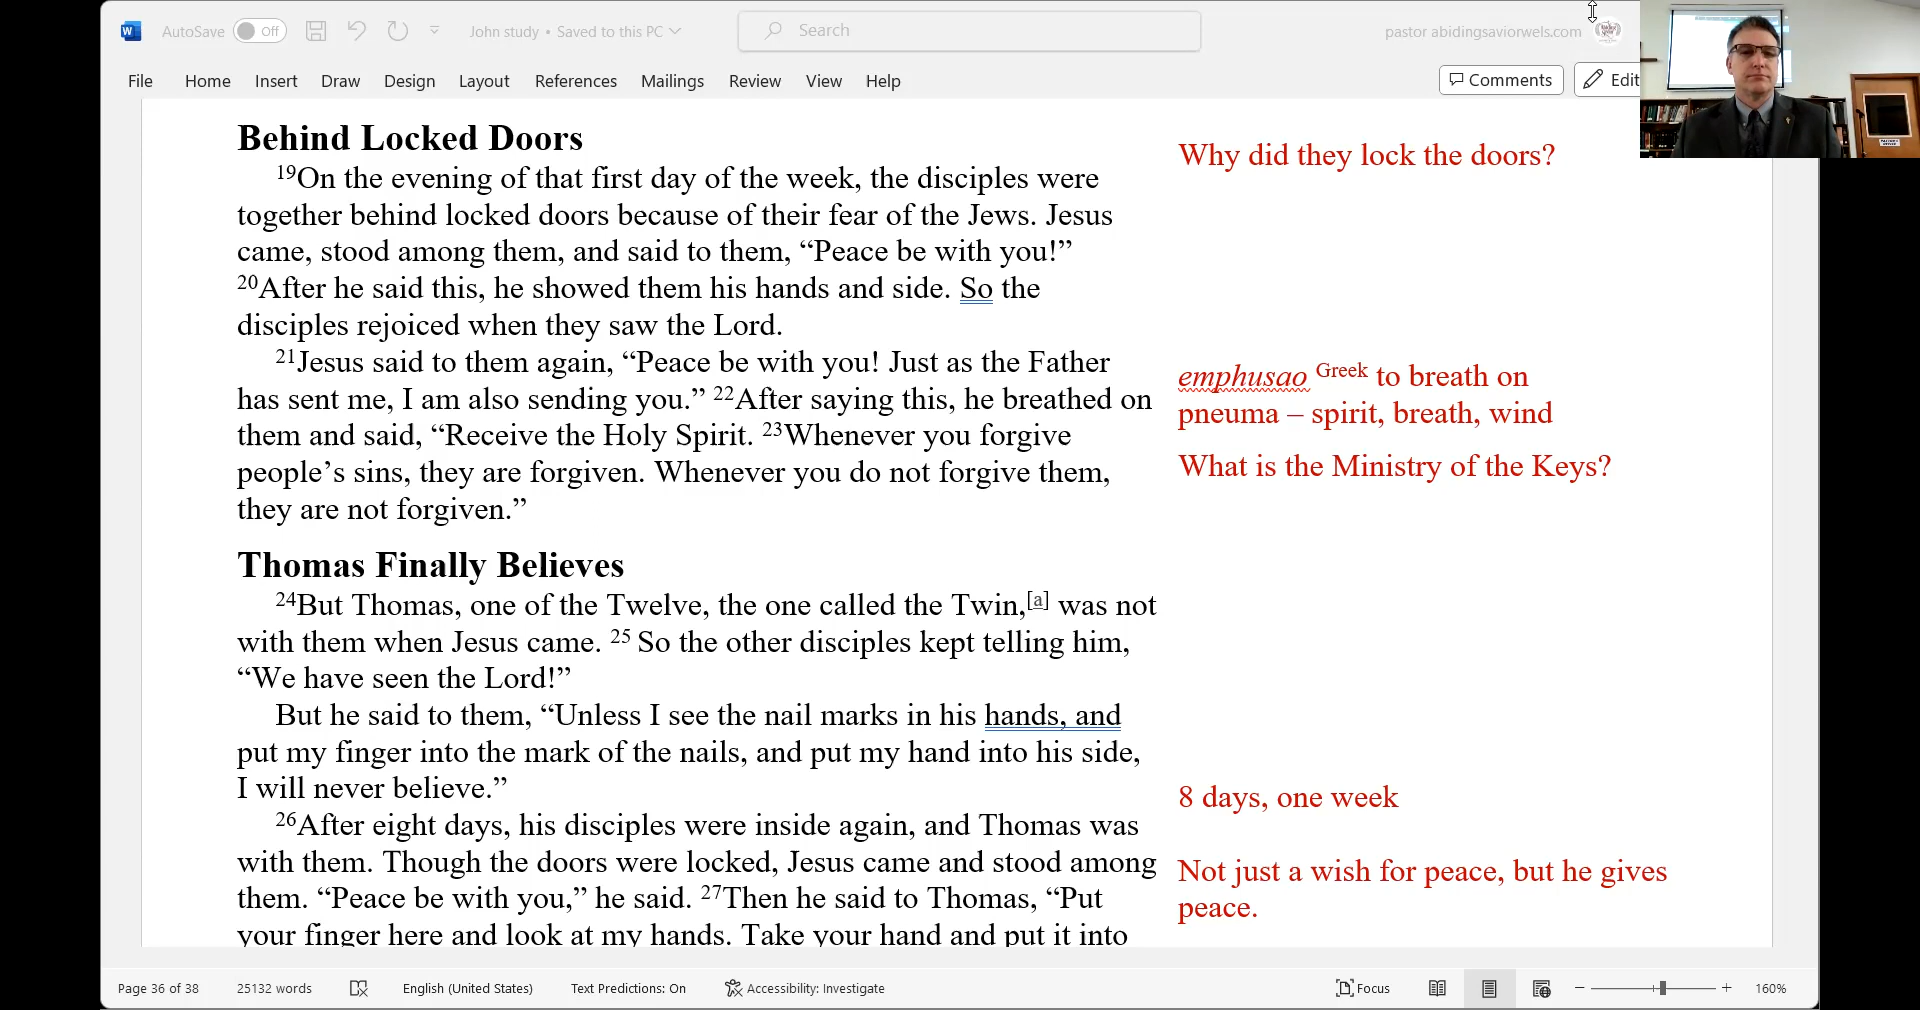 AutoSave Off John study • Saved to this PC Search pastor abidingsaviorwels.com
File Home Insert Draw Design Layout References Mailings Review View Help Comments Edit
Behind Locked Doors
19On the evening of that first day of the week, the disciples were
together behind locked doors because of their fear of the Jews. Jesus
came, stood among them, and said to them, “Peace be with you!”
20After he said this, he showed them his hands and side. So the
disciples rejoiced when they saw the Lord.
21Jesus said to them again, “Peace be with you! Just as the Father
has sent me, I am also sending you.” 22After saying this, he breathed on
them and said, “Receive the Holy Spirit. 23Whenever you forgive
people’s sins, they are forgiven. Whenever you do not forgive them,
they are not forgiven.”
Thomas Finally Believes
24But Thomas, one of the Twelve, the one called the Twin,[a] was not
with them when Jesus came. 25 So the other disciples kept telling him,
“We have seen the Lord!”
But he said to them, “Unless I see the nail marks in his hands, and
put my finger into the mark of the nails, and put my hand into his side,
I will never believe.”
26After eight days, his disciples were inside again, and Thomas was
with them. Though the doors were locked, Jesus came and stood among
them. “Peace be with you,” he said. 27Then he said to Thomas, “Put
your finger here and look at my hands. Take your hand and put it into
Why did they lock the doors?
emphusao Greek to breath on
pneuma – spirit, breath, wind
What is the Ministry of the Keys?
8 days, one week
Not just a wish for peace, but he gives
peace.
Page 36 of 38 25132 words English (United States) Text Predictions: On Accessibility: Investigate Focus 160%